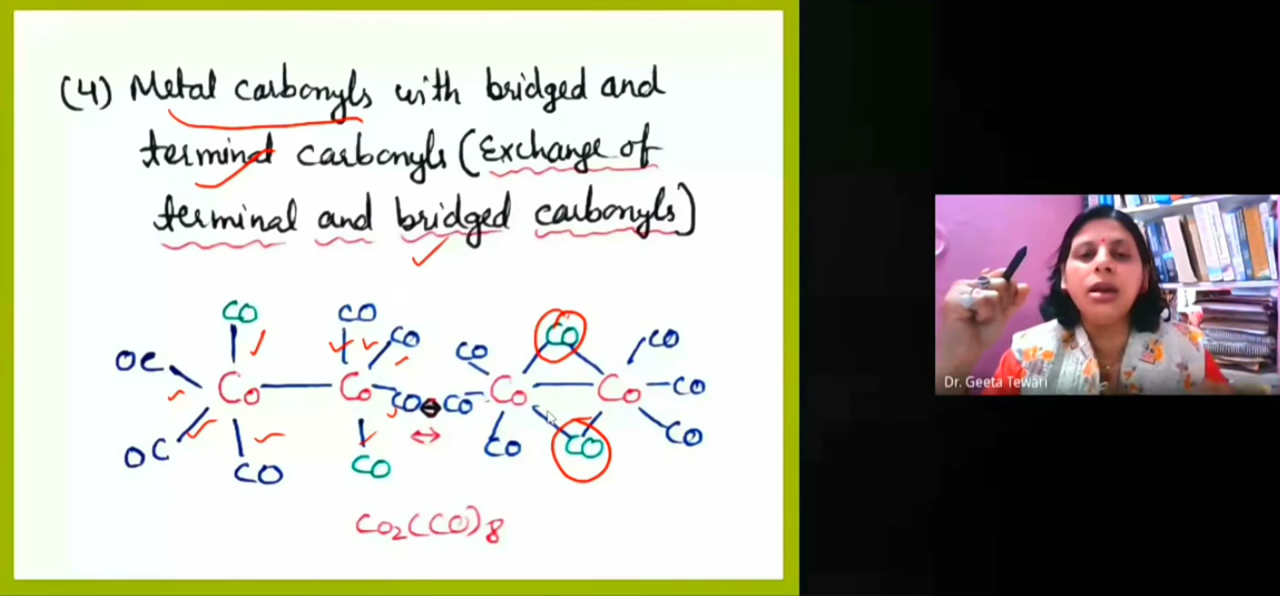 (4) Metal carbonyls with bridged and
terminal carbonyls (Exchange of
terminal and bridged carbonyls)
CO CO CO CO CO CO
OC Co Co CO CO Co Co CO
OC CO CO CO CO CO
Co2(CO)8
Dr. Geeta Tewari